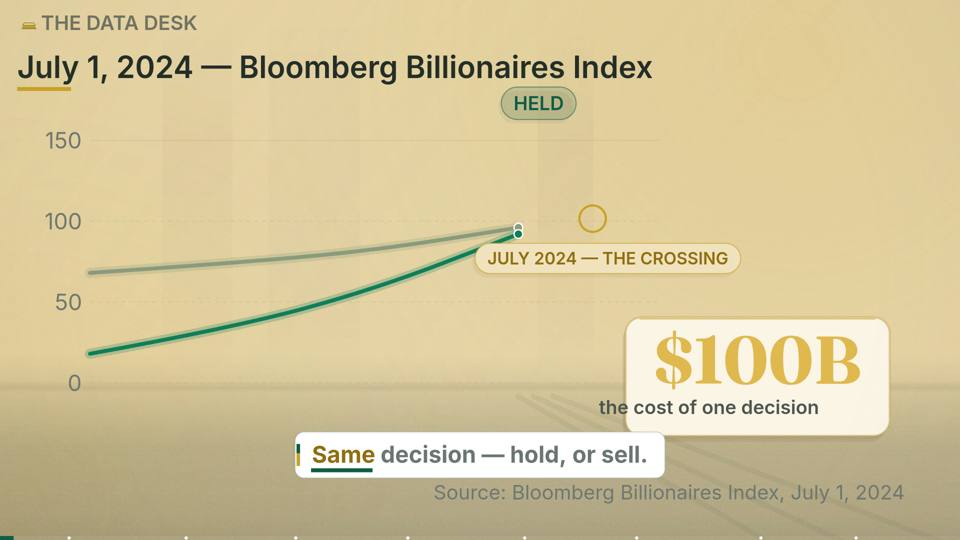 THE DATA DESK
July 1, 2024 — Bloomberg Billionaires Index
HELD
150
100
JULY 2024 — THE CROSSING
50
$100B
0
the cost of one decision
Same decision — hold, or sell.
Source: Bloomberg Billionaires Index, July 1, 2024